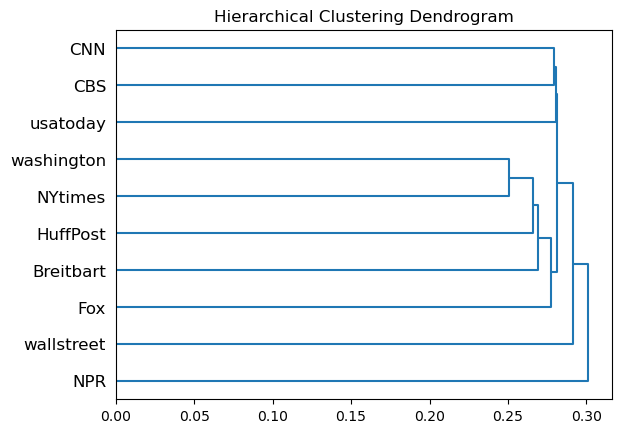 Hierarchical Clustering Dendrogram
CNN
CBS
usatoday
washington
NYtimes
HuffPost
Breitbart
Fox
wallstreet
NPR
0.00 0.05 0.10 0.15 0.20 0.25 0.30